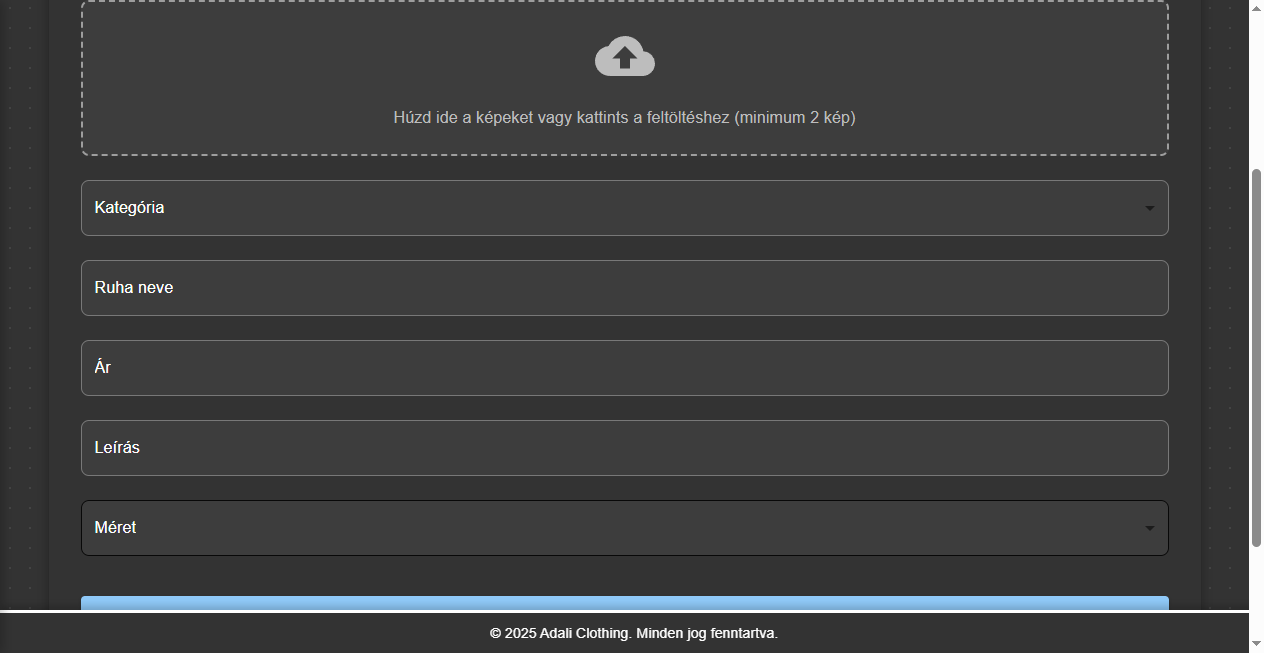 Húzd ide a képeket vagy kattints a feltöltéshez (minimum 2 kép)
Kategória
Ruha neve
Ár
Leírás
Méret
© 2025 Adali Clothing. Minden jog fenntartva.